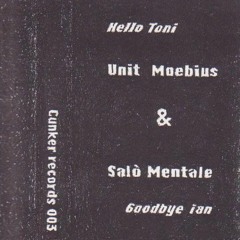 Hello Toni
Unit Moebius
&
Salò Mentale
Goodbye ian
Cunker records 003